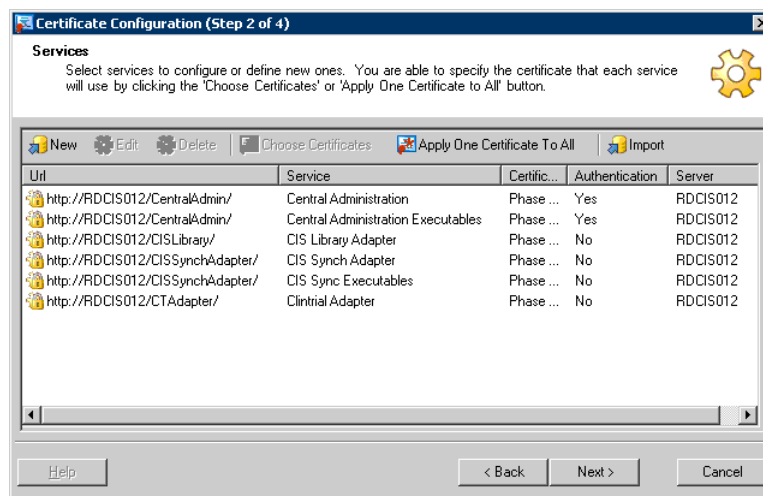 Certificate Configuration (Step 2 of 4)
Services
Select services to configure or define new ones. You are able to specify the certificate that each service
will use by clicking the 'Choose Certificates' or 'Apply One Certificate to All' button.
New Edit Delete Choose Certificates Apply One Certificate To All Import
Url Service Certific... Authentication Server
http://RDCIS012/CentralAdmin/ Central Administration Phase ... Yes RDCIS012
http://RDCIS012/CentralAdmin/ Central Administration Executables Phase ... Yes RDCIS012
http://RDCIS012/CISLibrary/ CIS Library Adapter Phase ... No RDCIS012
http://RDCIS012/CISSynchAdapter/ CIS Synch Adapter Phase ... No RDCIS012
http://RDCIS012/CISSynchAdapter/ CIS Sync Executables Phase ... No RDCIS012
http://RDCIS012/CTAdapter/ Clintrial Adapter Phase ... No RDCIS012
Help < Back Next > Cancel